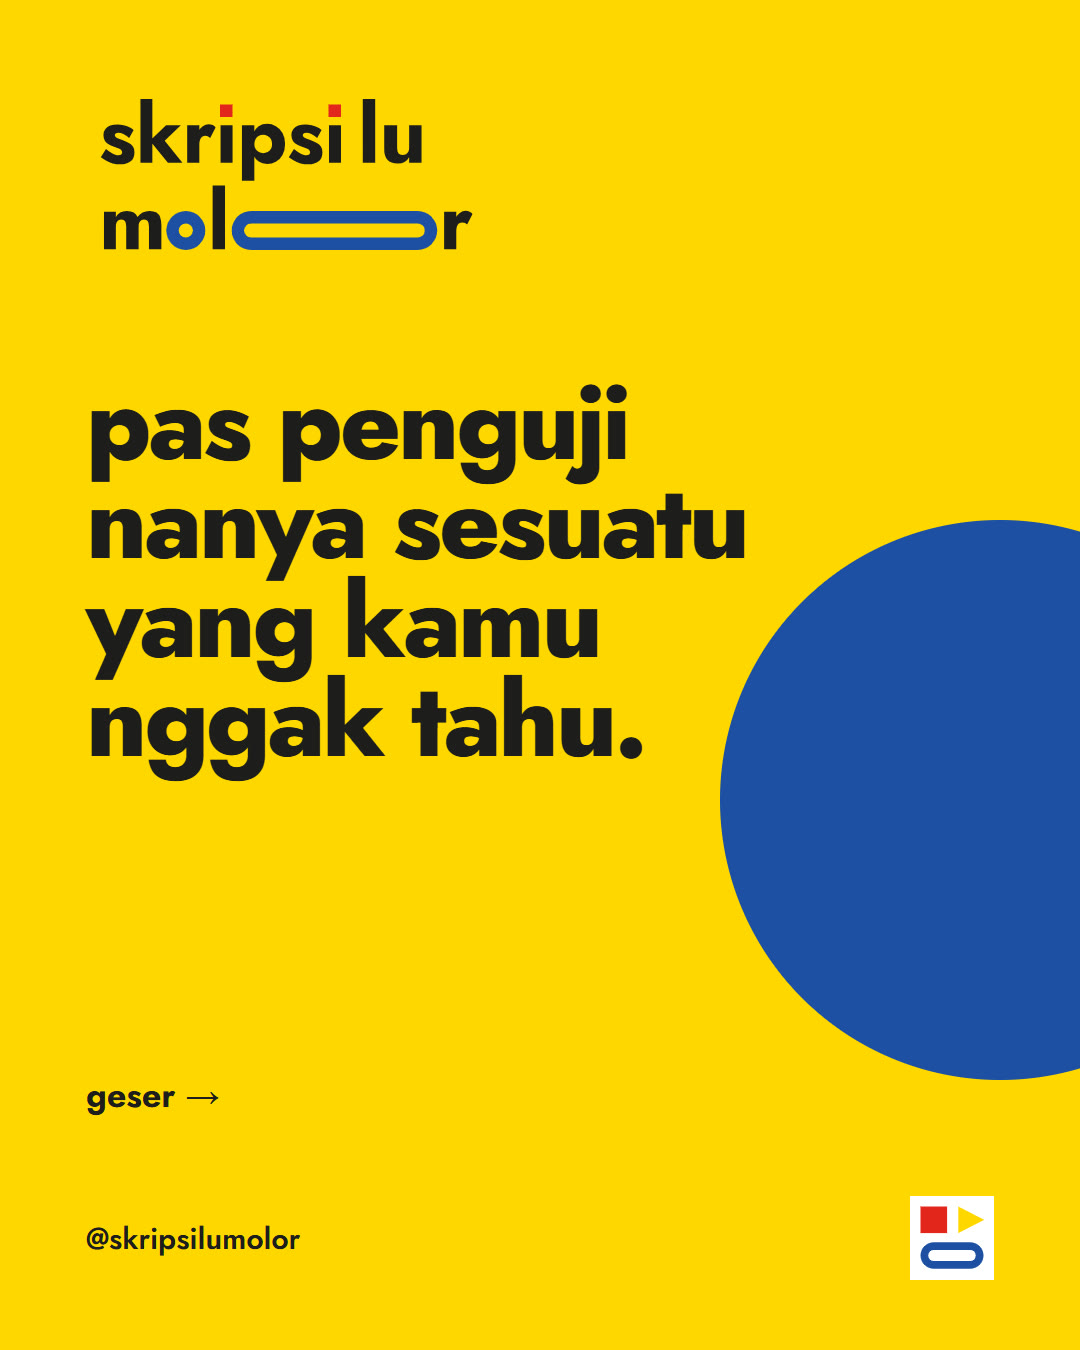 skripsi lu
molor
pas penguji
nanya sesuatu
yang kamu
nggak tahu.
geser →
@skripsilumolor